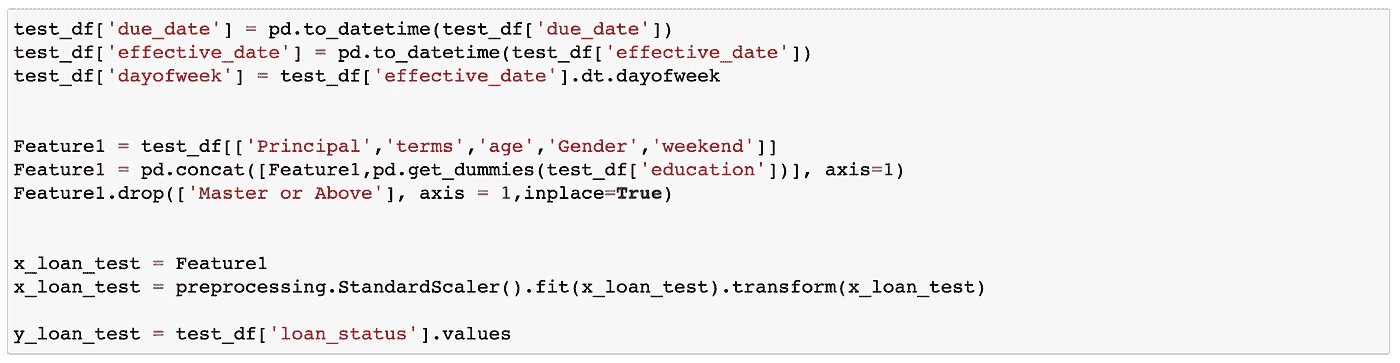 test_df['due_date'] = pd.to_datetime(test_df['due_date'])
test_df['effective_date'] = pd.to_datetime(test_df['effective_date'])
test_df['dayofweek'] = test_df['effective_date'].dt.dayofweek
Feature1 = test_df[['Principal','terms','age','Gender','weekend']]
Feature1 = pd.concat([Feature1,pd.get_dummies(test_df['education'])], axis=1)
Feature1.drop(['Master or Above'], axis = 1,inplace=True)
x_loan_test = Feature1
x_loan_test = preprocessing.StandardScaler().fit(x_loan_test).transform(x_loan_test)
y_loan_test = test_df['loan_status'].values